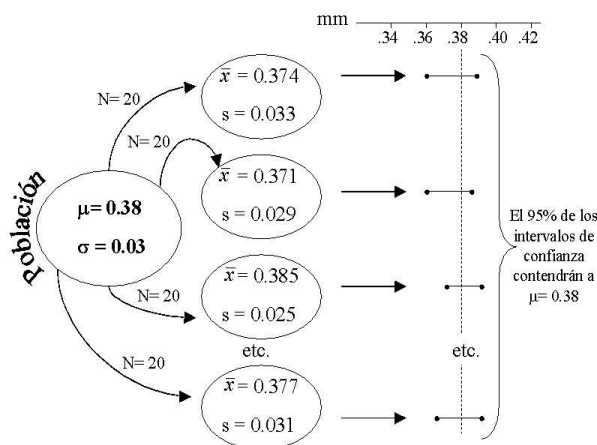 mm
.34 .36 .38 .40 .42
x̄ = 0.374
s = 0.033
N= 20
N= 20
x̄ = 0.371
s = 0.029
Población
μ= 0.38
σ = 0.03
El 95% de los
intervalos de
confianza
contendrán a
μ= 0.38
x̄ = 0.385
s = 0.025
N= 20
etc.
etc.
N= 20
x̄ = 0.377
s = 0.031